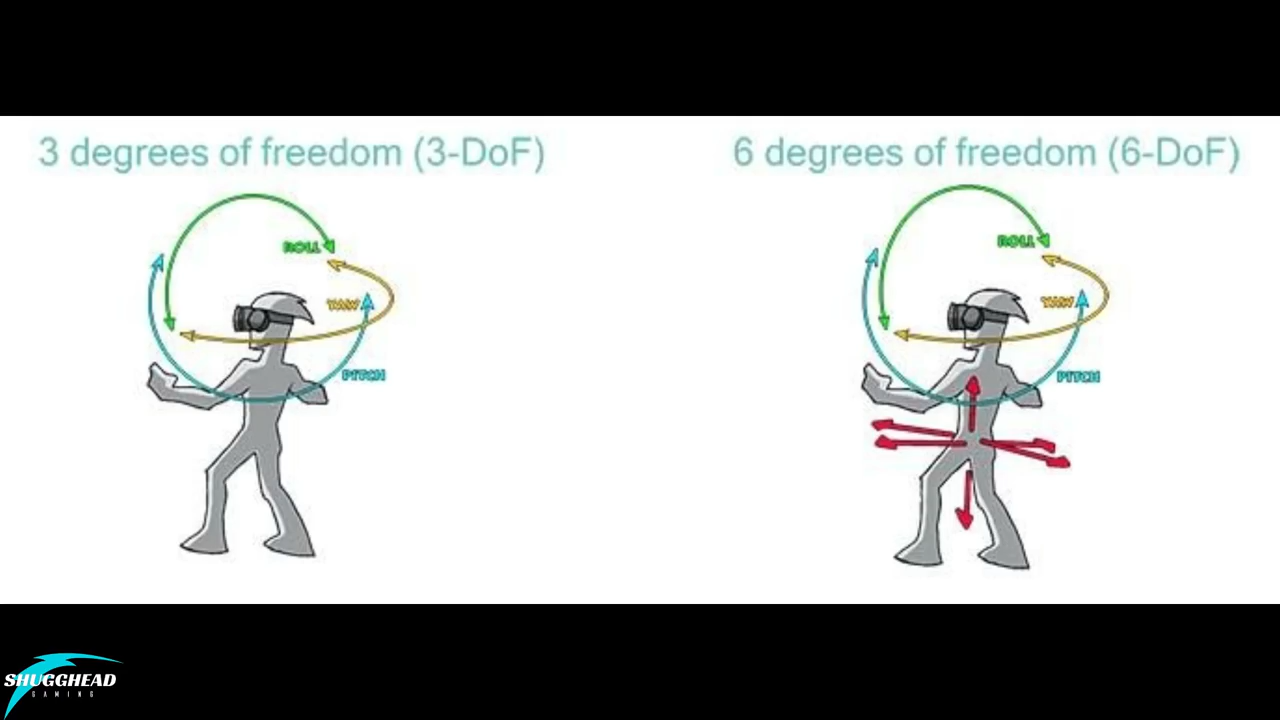 3 degrees of freedom (3-DoF)
ROLL
YAW
PITCH
6 degrees of freedom (6-DoF)
ROLL
YAW
PITCH
SHUGGHEAD
GAMING